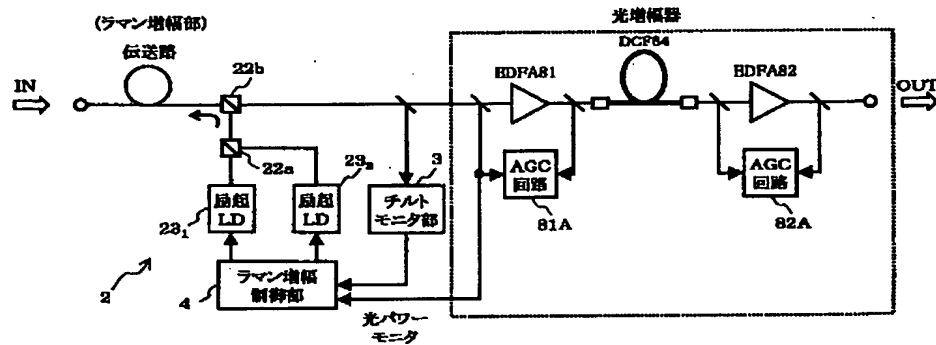 光増幅器
(ラマン増幅部)
伝送路
DCF84
22b
EDFA81
EDFA82
IN
OUT
22a
23₂
3
AGC
回路
AGC
回路
励起
LD
励起
LD
チルト
モニタ部
23₁
81A
82A
ラマン増幅
制御部
2
4
光パワー
モニタ